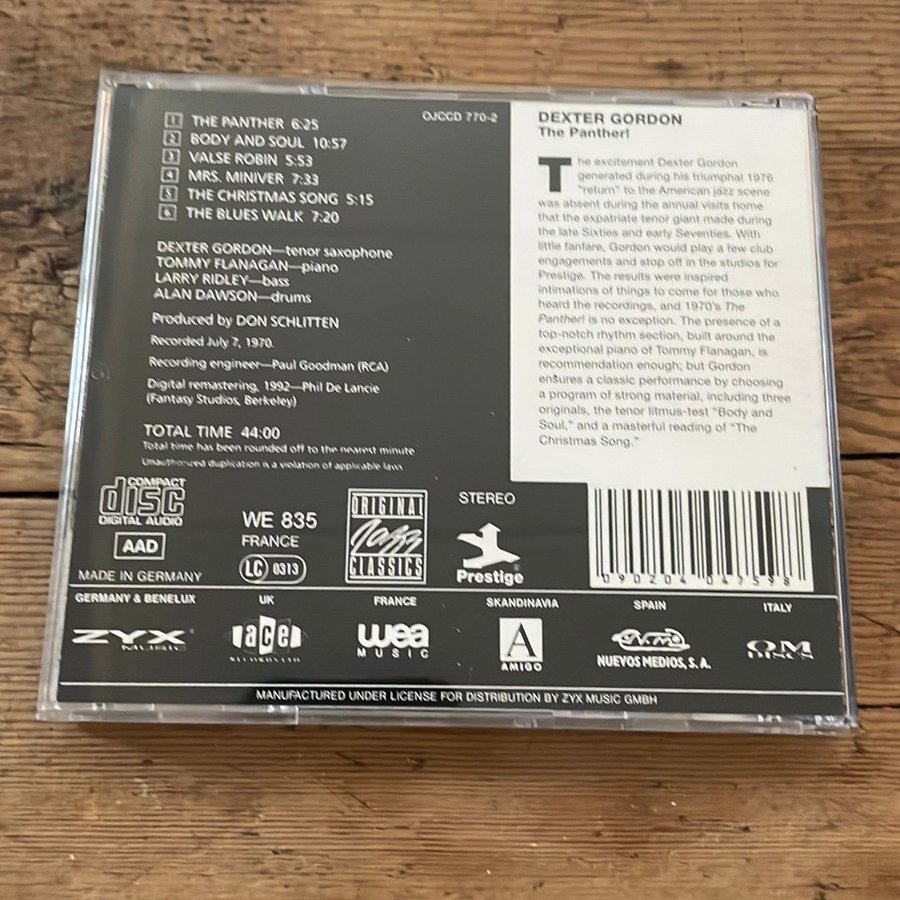 1 THE PANTHER 6:25
2 BODY AND SOUL 10:57
3 VALSE ROBIN 5:53
4 MRS. MINIVER 7:33
5 THE CHRISTMAS SONG 5:15
6 THE BLUES WALK 7:20
OJCCD 770-2
DEXTER GORDON—tenor saxophone
TOMMY FLANAGAN—piano
LARRY RIDLEY—bass
ALAN DAWSON—drums
Produced by DON SCHLITTEN
Recorded July 7, 1970.
Recording engineer—Paul Goodman (RCA)
Digital remastering, 1992—Phil De Lancie
(Fantasy Studios, Berkeley)
TOTAL TIME 44:00
Total time has been rounded off to the nearest minute
Unauthorized duplication is a violation of applicable laws
DEXTER GORDON
The Panther!
The excitement Dexter Gordon
generated during his triumphal 1976
"return" to the American jazz scene
was absent during the annual visits home
that the expatriate tenor giant made during
the late Sixties and early Seventies. With
little fanfare, Gordon would play a few club
engagements and stop off in the studios for
Prestige. The results were inspired
intimations of things to come for those who
heard the recordings, and 1970's The
Panther! is no exception. The presence of a
top-notch rhythm section, built around the
exceptional piano of Tommy Flanagan, is
recommendation enough; but Gordon
ensures a classic performance by choosing
a program of strong material, including three
originals, the tenor litmus-test "Body and
Soul," and a masterful reading of "The
Christmas Song."
COMPACT
disc
DIGITAL AUDIO
AAD
MADE IN GERMANY
WE 835
FRANCE
LC 0313
ORIGINAL
Jazz
CLASSICS
STEREO
Prestige
0 90204 04759 8
GERMANY & BENELUX
ZYX
MUSIC
UK
ace
RECORDS LTD
FRANCE
wea
MUSIC
SKANDINAVIA
A
AMIGO
SPAIN
NUEVOS MEDIOS, S.A.
ITALY
OM
DISCS
MANUFACTURED UNDER LICENSE FOR DISTRIBUTION BY ZYX MUSIC GMBH